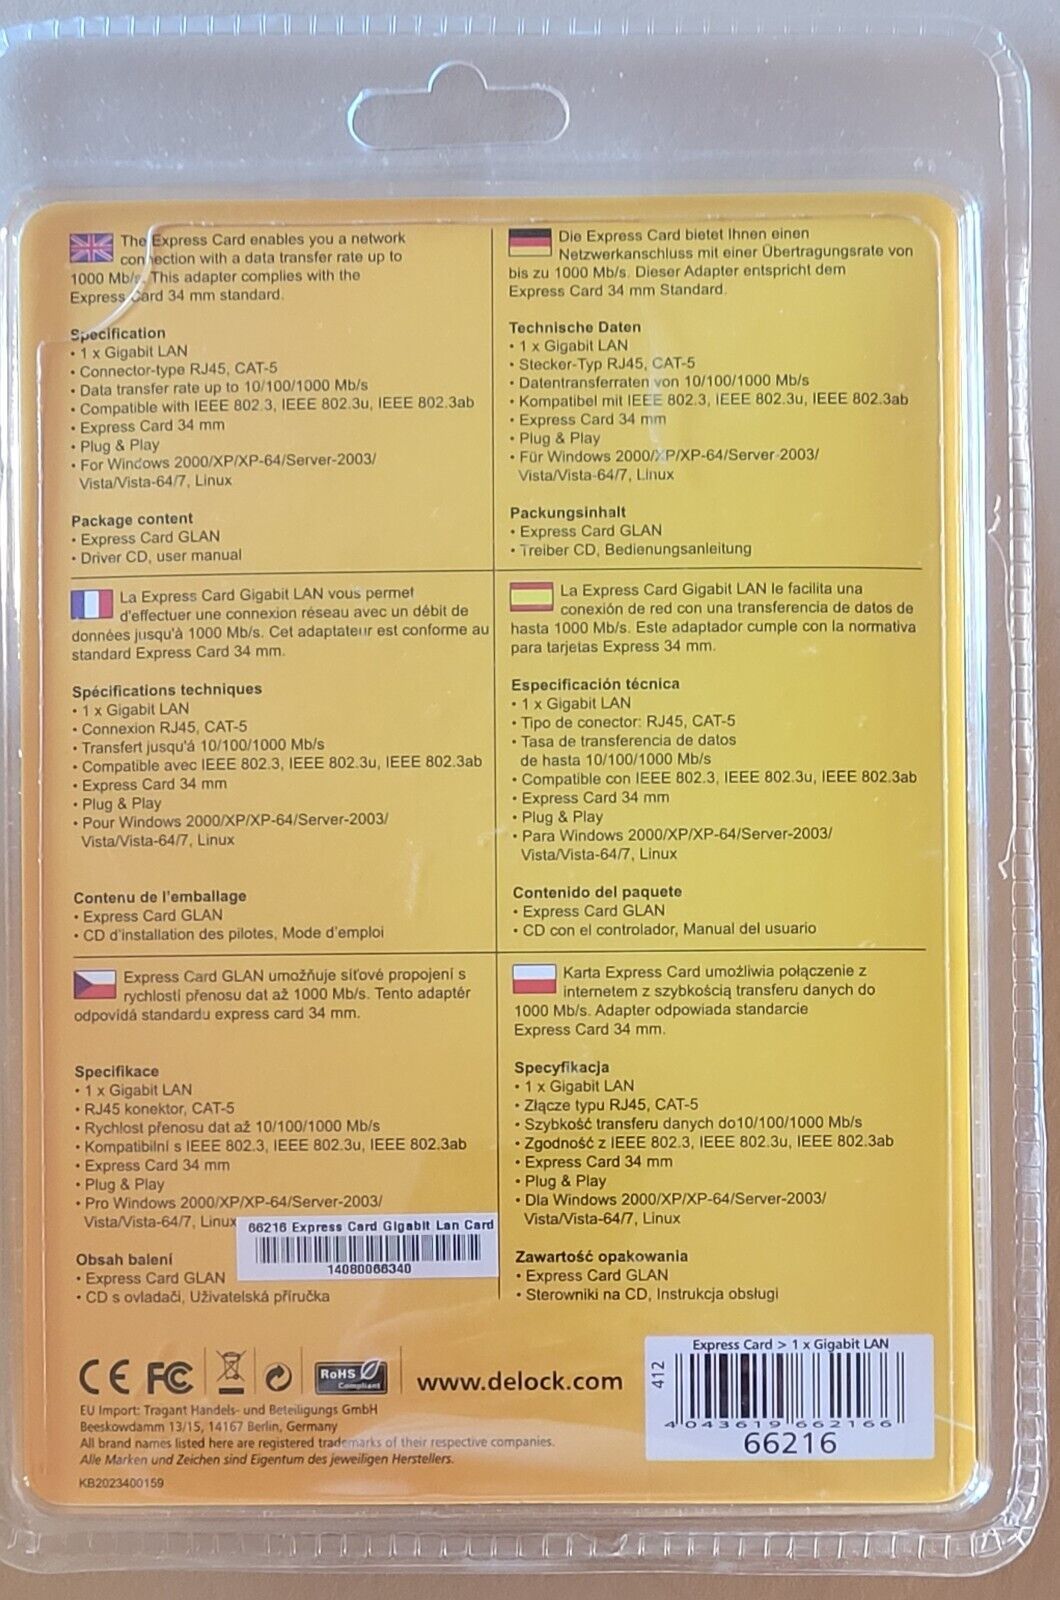 The Express Card enables you a network
connection with a data transfer rate up to
1000 Mb/s. This adapter complies with the
Express Card 34 mm standard.
Specification
• 1 x Gigabit LAN
• Connector-type RJ45, CAT-5
• Data transfer rate up to 10/100/1000 Mb/s
• Compatible with IEEE 802.3, IEEE 802.3u, IEEE 802.3ab
• Express Card 34 mm
• Plug & Play
• For Windows 2000/XP/XP-64/Server-2003/
Vista/Vista-64/7, Linux
Package content
• Express Card GLAN
• Driver CD, user manual
Die Express Card bietet Ihnen einen
Netzwerkanschluss mit einer Übertragungsrate von
bis zu 1000 Mb/s. Dieser Adapter entspricht dem
Express Card 34 mm Standard.
Technische Daten
• 1 x Gigabit LAN
• Stecker-Typ RJ45, CAT-5
• Datentransferraten von 10/100/1000 Mb/s
• Kompatibel mit IEEE 802.3, IEEE 802.3u, IEEE 802.3ab
• Express Card 34 mm
• Plug & Play
• Für Windows 2000/XP/XP-64/Server-2003/
Vista/Vista-64/7, Linux
Packungsinhalt
• Express Card GLAN
• Treiber CD, Bedienungsanleitung
La Express Card Gigabit LAN vous permet
d'effectuer une connexion réseau avec un débit de
données jusqu'à 1000 Mb/s. Cet adaptateur est conforme au
standard Express Card 34 mm.
Spécifications techniques
• 1 x Gigabit LAN
• Connexion RJ45, CAT-5
• Transfert jusqu'á 10/100/1000 Mb/s
• Compatible avec IEEE 802.3, IEEE 802.3u, IEEE 802.3ab
• Express Card 34 mm
• Plug & Play
• Pour Windows 2000/XP/XP-64/Server-2003/
Vista/Vista-64/7, Linux
Contenu de l'emballage
• Express Card GLAN
• CD d'installation des pilotes, Mode d'emploi
La Express Card Gigabit LAN le facilita una
conexión de red con una transferencia de datos de
hasta 1000 Mb/s. Este adaptador cumple con la normativa
para tarjetas Express 34 mm.
Especificación técnica
• 1 x Gigabit LAN
• Tipo de conector: RJ45, CAT-5
• Tasa de transferencia de datos
de hasta 10/100/1000 Mb/s
• Compatible con IEEE 802.3, IEEE 802.3u, IEEE 802.3ab
• Express Card 34 mm
• Plug & Play
• Para Windows 2000/XP/XP-64/Server-2003/
Vista/Vista-64/7, Linux
Contenido del paquete
• Express Card GLAN
• CD con el controlador, Manual del usuario
Express Card GLAN umožňuje síťové propojení s
rychlostí přenosu dat až 1000 Mb/s. Tento adaptér
odpovídá standardu express card 34 mm.
Specifikace
• 1 x Gigabit LAN
• RJ45 konektor, CAT-5
• Rychlost přenosu dat až 10/100/1000 Mb/s
• Kompatibilní s IEEE 802.3, IEEE 802.3u, IEEE 802.3ab
• Express Card 34 mm
• Plug & Play
• Pro Windows 2000/XP/XP-64/Server-2003/
Vista/Vista-64/7, Linux
Obsah balení
• Express Card GLAN
• CD s ovladači, Uživatelská příručka
66216 Express Card Gigabit Lan Card
14080066340
Karta Express Card umożliwia połączenie z
internetem z szybkością transferu danych do
1000 Mb/s. Adapter odpowiada standarcie
Express Card 34 mm.
Specyfikacja
• 1 x Gigabit LAN
• Złącze typu RJ45, CAT-5
• Szybkość transferu danych do10/100/1000 Mb/s
• Zgodność z IEEE 802.3, IEEE 802.3u, IEEE 802.3ab
• Express Card 34 mm
• Plug & Play
• Dla Windows 2000/XP/XP-64/Server-2003/
Vista/Vista-64/7, Linux
Zawartość opakowania
• Express Card GLAN
• Sterowniki na CD, Instrukcja obsługi
CE FC RoHS Compliant www.delock.com
EU Import: Tragant Handels- und Beteiligungs GmbH
Beeskowdamm 13/15, 14167 Berlin, Germany
All brand names listed here are registered trademarks of their respective companies.
Alle Marken und Zeichen sind Eigentum des jeweiligen Herstellers.
KB2023400159
Express Card > 1 x Gigabit LAN
412
4 043619 662166
66216